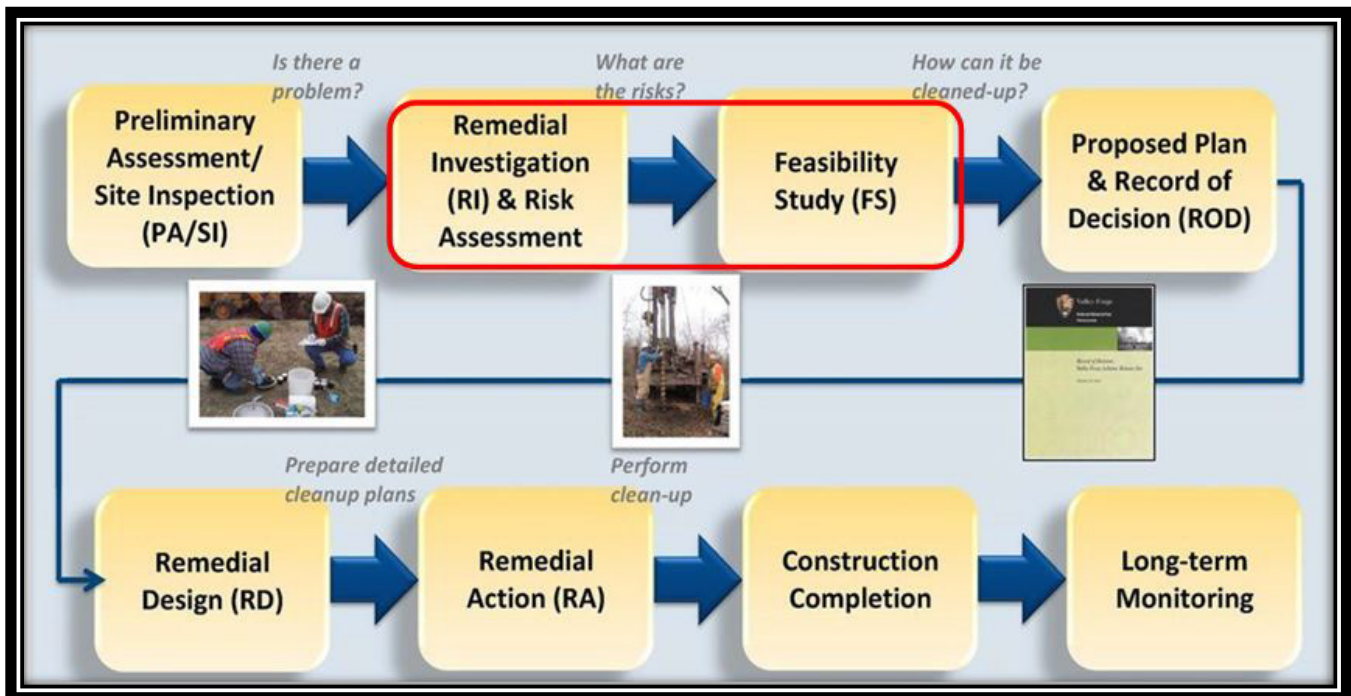 Is there a
problem?
What are
the risks?
How can it be
cleaned-up?
Preliminary
Assessment/
Site Inspection
(PA/SI)
Remedial
Investigation
(RI) & Risk
Assessment
Feasibility
Study (FS)
Proposed Plan
& Record of
Decision (ROD)
Valley Forge
Prepare detailed
cleanup plans
Perform
clean-up
Remedial
Design (RD)
Remedial
Action (RA)
Construction
Completion
Long-term
Monitoring